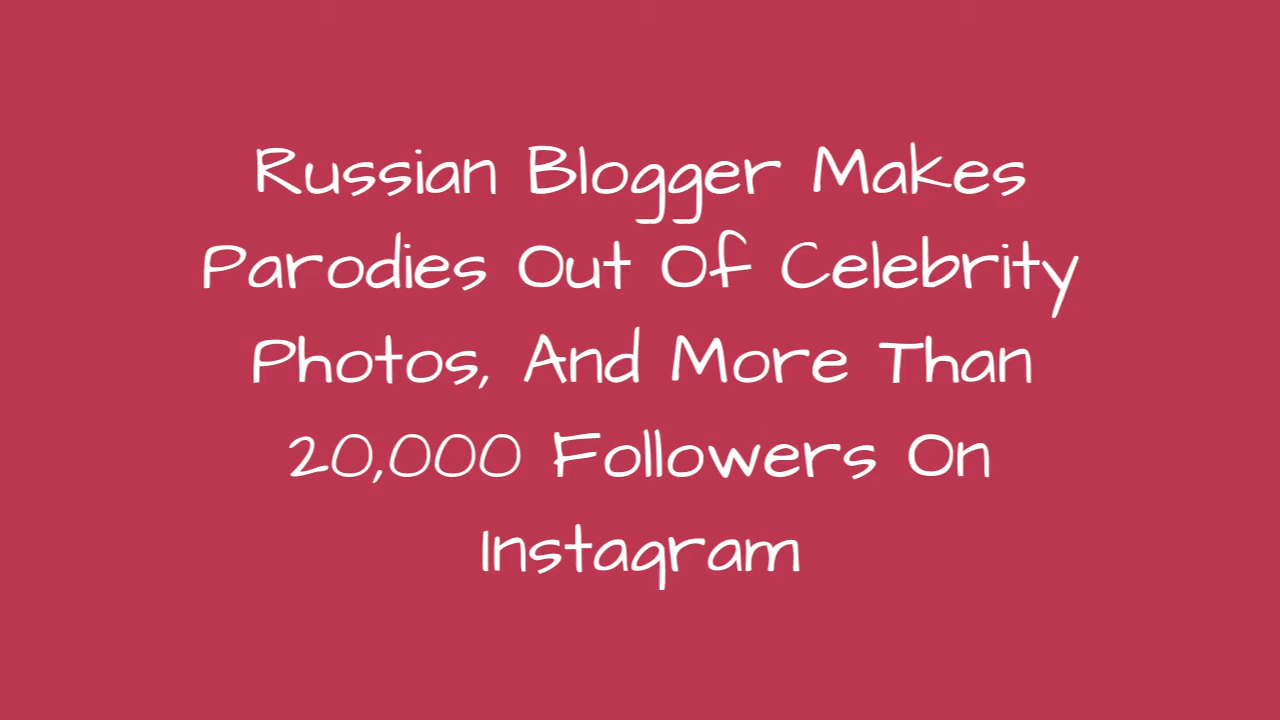 Russian Blogger Makes
Parodies Out Of Celebrity
Photos, And More Than
20,000 Followers On
Instagram